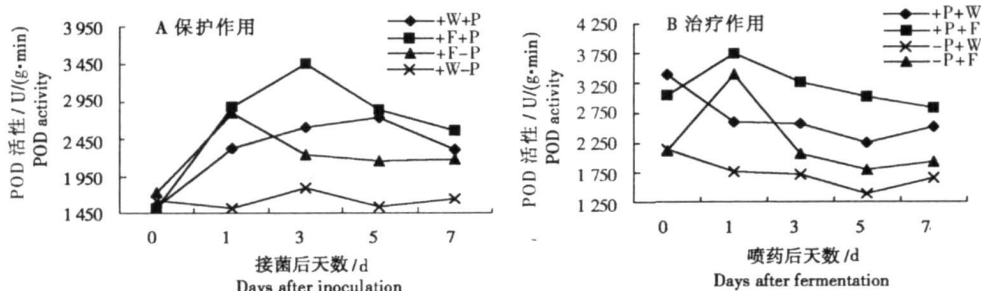 A 保护作用
+W+P
+F+P
+F-P
+W-P
POD 活性 / U/(g·min)
POD activity
3 950
3 450
2 950
2 450
1 950
1 450
0 1 3 5 7
接菌后天数 /d
Days after inoculation
B 治疗作用
+P+W
+P+F
-P+W
-P+F
POD 活性 / U/(g·min)
POD activity
4 250
3 750
3 250
2 750
2 250
1 750
1 250
0 1 3 5 7
喷药后天数 /d
Days after fermentation